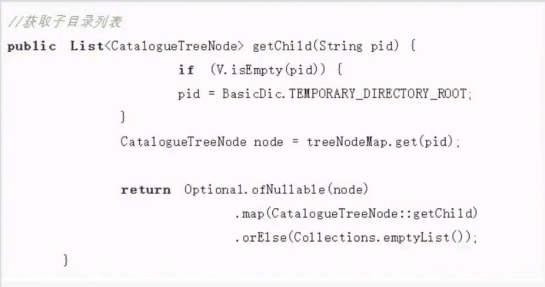 //获取子目录列表
public List<CatalogueTreeNode> getChild(String pid) {
if (V.isEmpty(pid)) {
pid = BasicDic.TEMPORARY_DIRECTORY_ROOT;
}
CatalogueTreeNode node = treeNodeMap.get(pid);
return Optional.ofNullable(node)
.map(CatalogueTreeNode::getChild)
.orElse(Collections.emptyList());
}